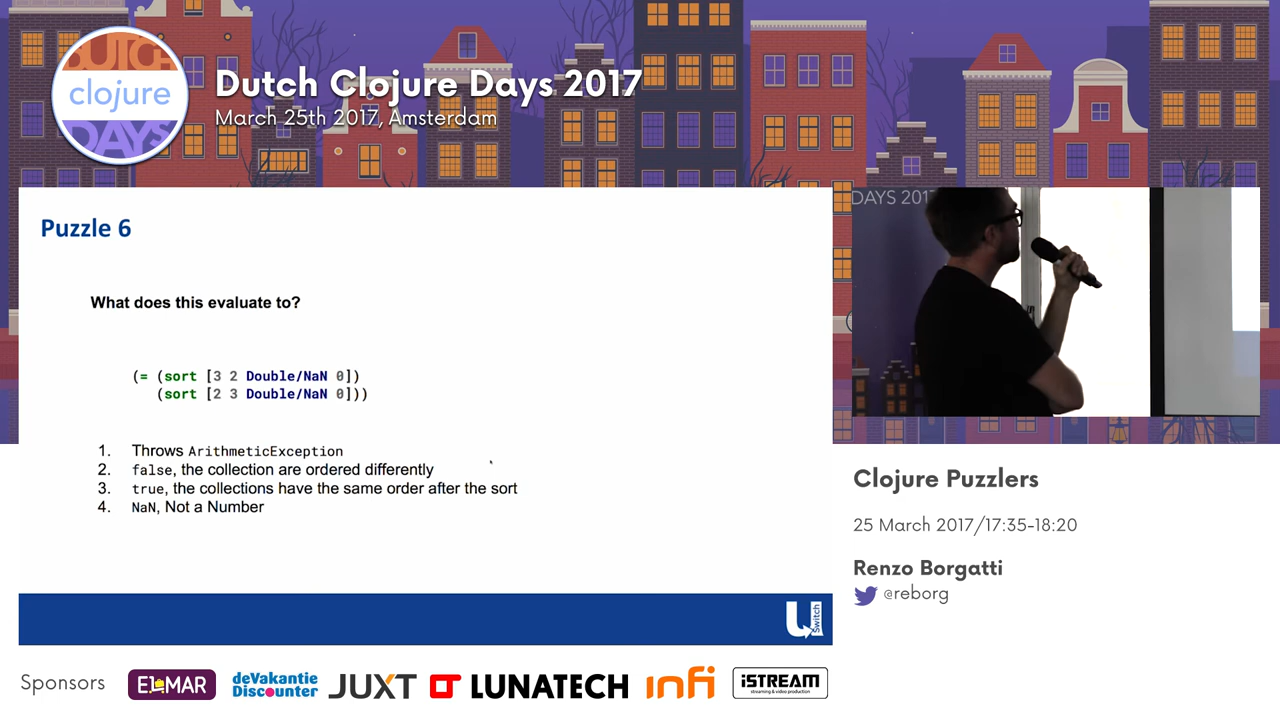 DUTCH
clojure
DAYS
Dutch Clojure Days 2017
March 25th 2017, Amsterdam
DAYS 2017
Puzzle 6
What does this evaluate to?
(= (sort [3 2 Double/NaN 0])
(sort [2 3 Double/NaN 0]))
1. Throws ArithmeticException
2. false, the collection are ordered differently
3. true, the collections have the same order after the sort
4. NaN, Not a Number
U
Switch
Clojure Puzzlers
25 March 2017/17:35-18:20
Renzo Borgatti
@reborg
Sponsors
ELMAR
deVakantie
Discounter
JUXT
LUNATECH
infi
iSTREAM
streaming & video production